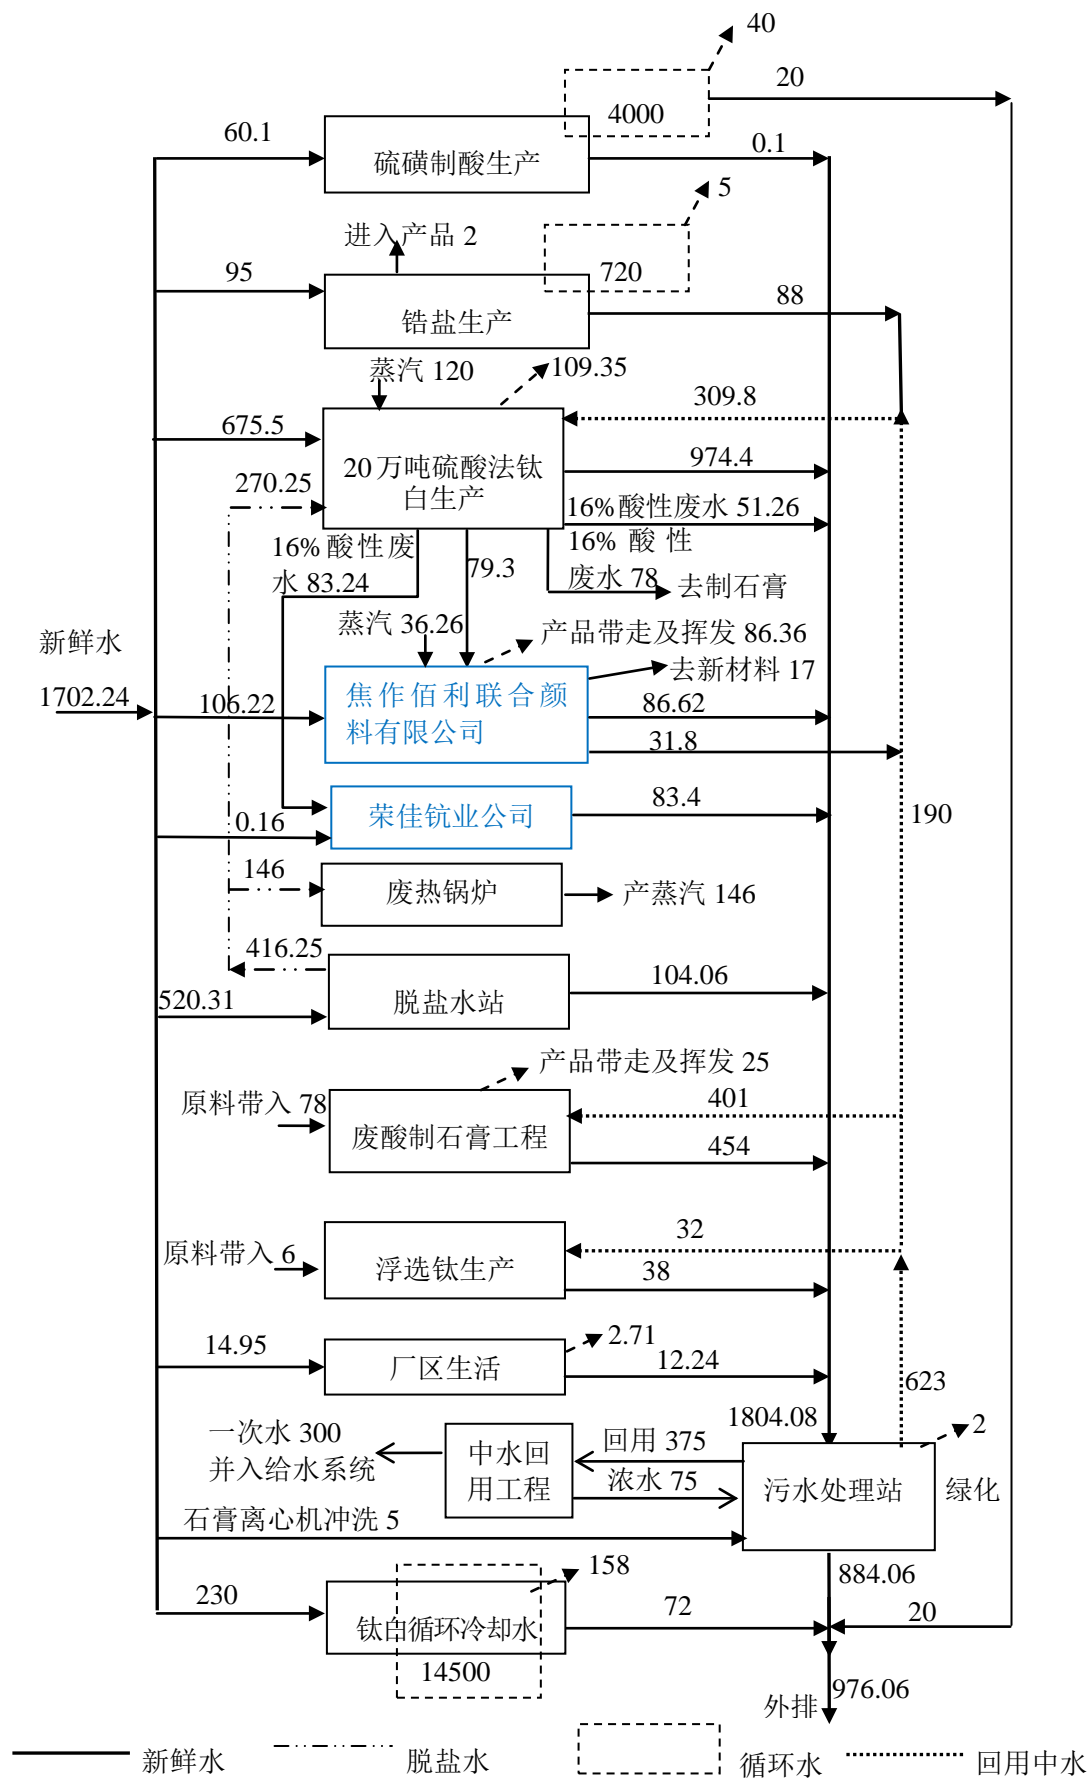 40
20
4000
60.1
硫磺制酸生产
0.1
5
进入产品 2
95
720
88
锆盐生产
蒸汽 120
109.35
309.8
675.5
20万吨硫酸法钛
白生产
974.4
270.25
16%酸性废水 51.26
16%酸性废
水 83.24
79.3
16% 酸 性
废水 78
去制石膏
蒸汽 36.26
产品带走及挥发 86.36
新鲜水
去新材料 17
1702.24
106.22
焦作佰利联合颜
料有限公司
86.62
31.8
荣佳钪业公司
83.4
0.16
190
146
废热锅炉
产蒸汽 146
416.25
脱盐水站
104.06
520.31
产品带走及挥发 25
原料带入 78
401
废酸制石膏工程
454
32
原料带入 6
浮选钛生产
38
14.95
2.71
厂区生活
12.24
623
1804.08
2
一次水 300
并入给水系统
中水回
用工程
回用 375
浓水 75
污水处理站
绿化
石膏离心机冲洗 5
158
884.06
230
钛白循环冷却水
72
20
14500
976.06
外排
新鲜水
脱盐水
循环水
回用中水